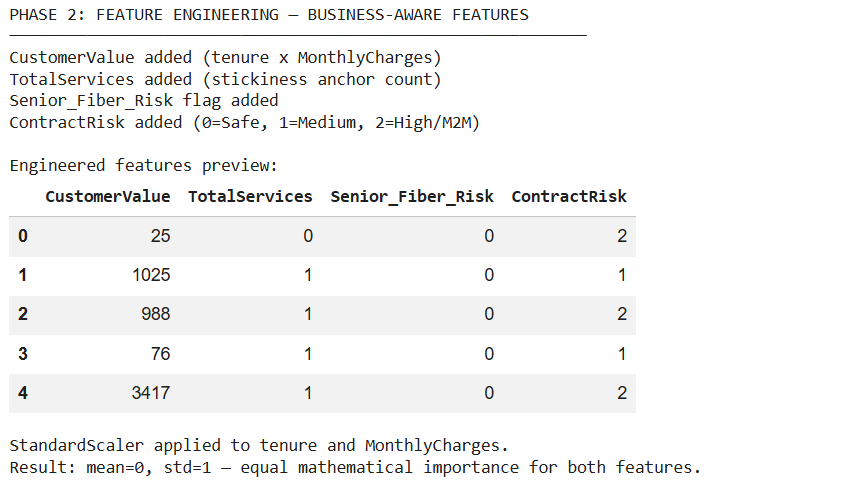 PHASE 2: FEATURE ENGINEERING — BUSINESS-AWARE FEATURES
CustomerValue added (tenure x MonthlyCharges)
TotalServices added (stickiness anchor count)
Senior_Fiber_Risk flag added
ContractRisk added (0=Safe, 1=Medium, 2=High/M2M)
Engineered features preview:
CustomerValue TotalServices Senior_Fiber_Risk ContractRisk
0 25 0 0 2
1 1025 1 0 1
2 988 1 0 2
3 76 1 0 1
4 3417 1 0 2
StandardScaler applied to tenure and MonthlyCharges.
Result: mean=0, std=1 — equal mathematical importance for both features.